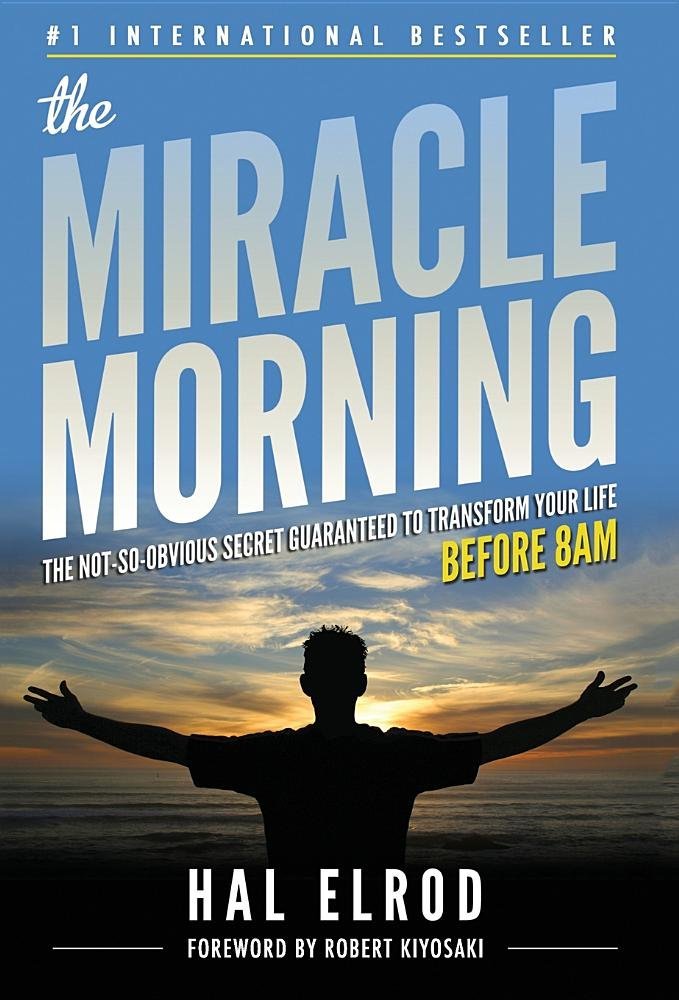 #1 INTERNATIONAL BESTSELLER
the
MIRACLE
MORNING
THE NOT-SO-OBVIOUS SECRET GUARANTEED TO TRANSFORM YOUR LIFE
BEFORE 8AM
HAL ELROD
FOREWORD BY ROBERT KIYOSAKI